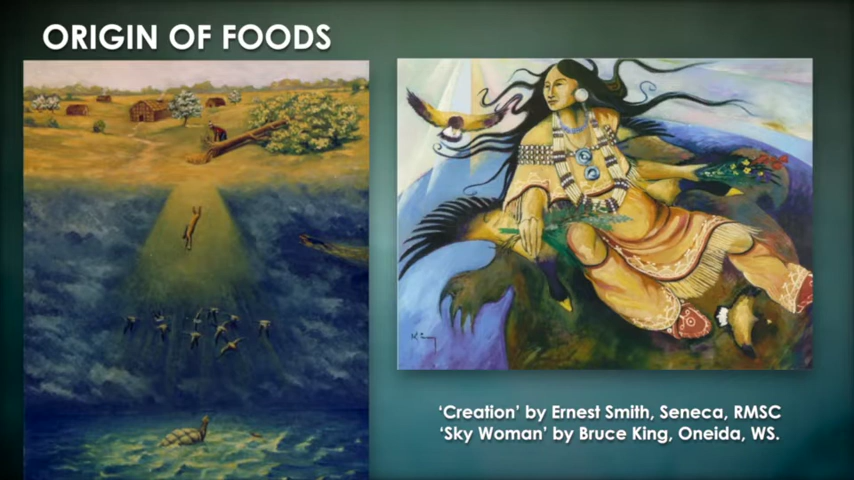 ORIGIN OF FOODS
‘Creation’ by Ernest Smith, Seneca, RMSC
‘Sky Woman’ by Bruce King, Oneida, WS.